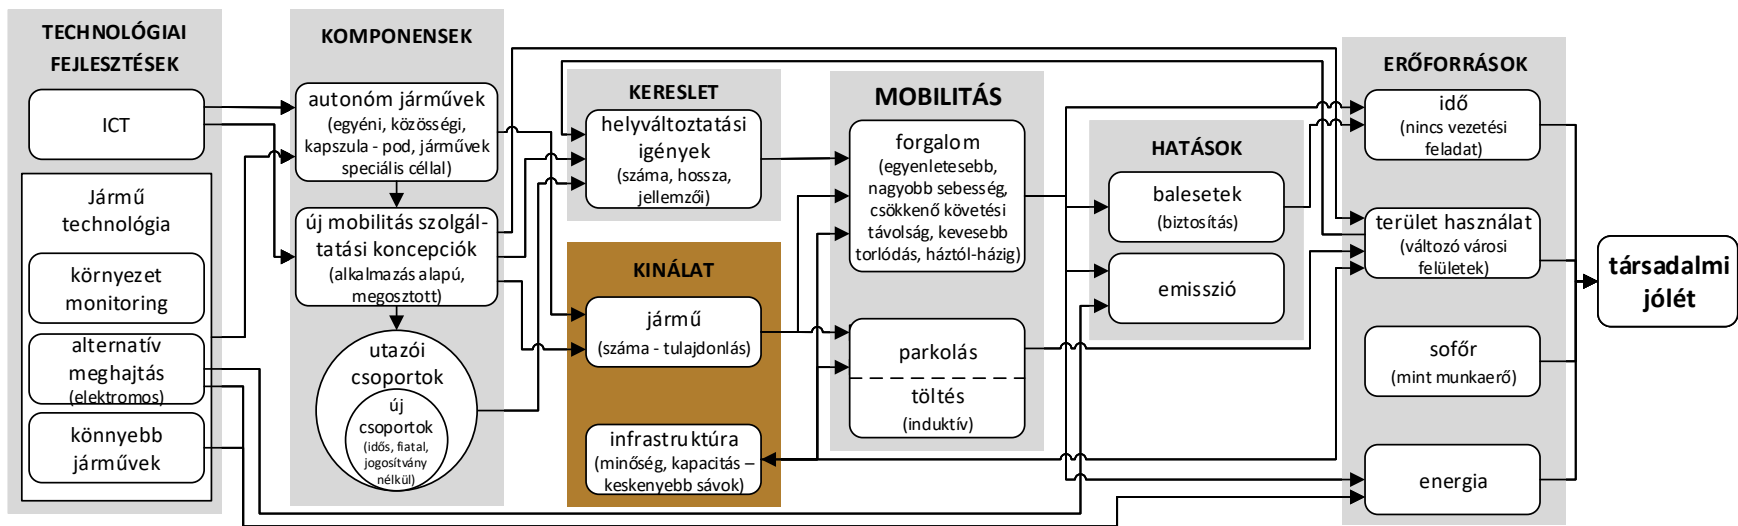 TECHNOLÓGIAI
FEJLESZTÉSEK
ICT
Jármű
technológia
környezet
monitoring
alternatív
meghajtás
(elektromos)
könnyebb
járművek
KOMPONENSEK
autonóm járművek
(egyéni, közösségi,
kapszula - pod, járművek
speciális céllal)
új mobilitás szolgál-
tatási koncepciók
(alkalmazás alapú,
megosztott)
utazói
csoportok
új
csoportok
(idős, fiatal,
jogosítvány
nélkül)
KERESLET
helyváltoztatási
igények
(száma, hossza,
jellemzői)
KINÁLAT
jármű
(száma - tulajdonlás)
infrastruktúra
(minőség, kapacitás –
keskenyebb sávok)
MOBILITÁS
forgalom
(egyenletesebb,
nagyobb sebesség,
csökkenő követési
távolság, kevesebb
torlódás, háztól-házig)
parkolás
töltés
(induktív)
HATÁSOK
balesetek
(biztosítás)
emisszió
ERŐFORRÁSOK
idő
(nincs vezetési
feladat)
terület használat
(változó városi
felületek)
sofőr
(mint munkaerő)
energia
társadalmi
jólét